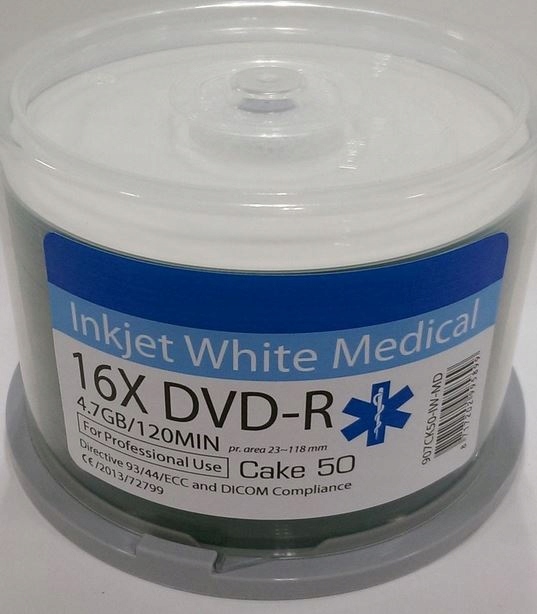 Inkjet White Medical
16X DVD-R
4.7GB/120MIN
pr. area 23~118 mm
For Professional Use
Cake 50
Directive 93/44/ECC and DICOM Compliance
CE/2013/72799
907CK50-IW-MD